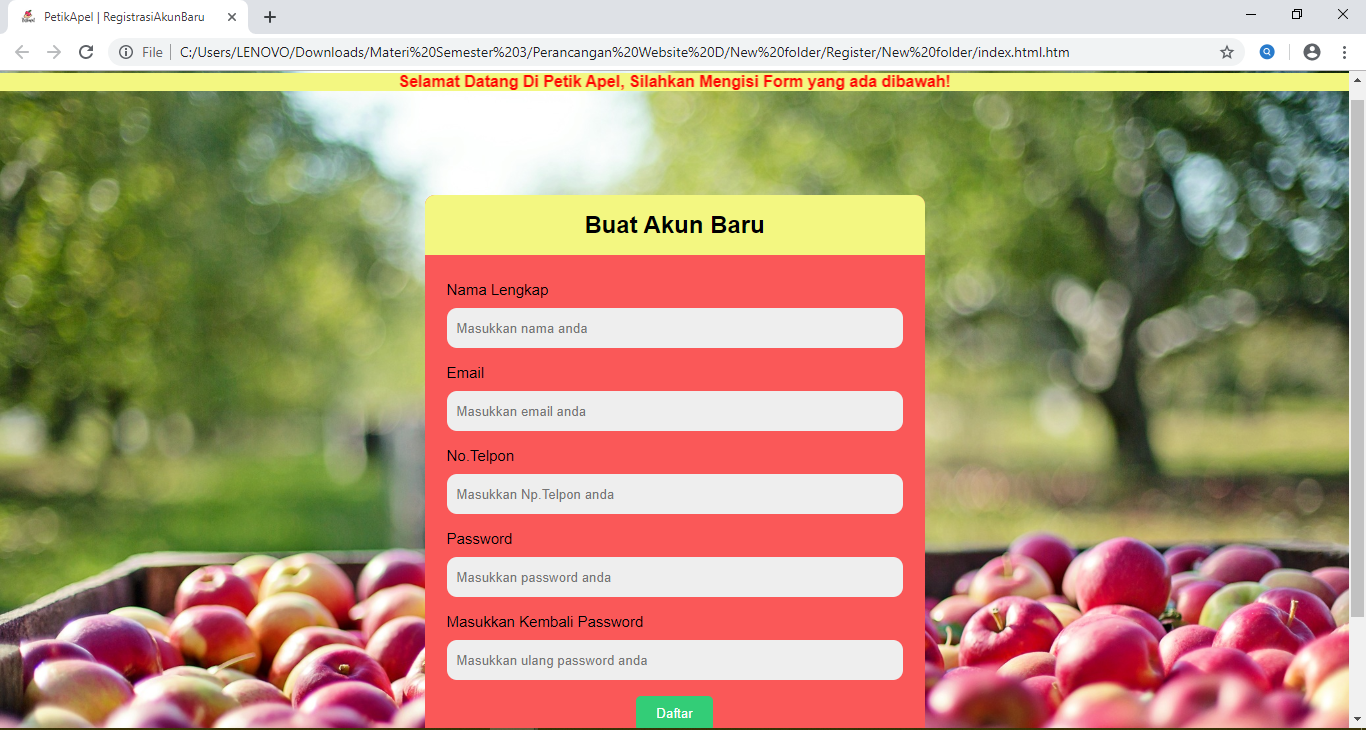 PetikApel | RegistrasiAkunBaru
File | C:/Users/LENOVO/Downloads/Materi%20Semester%203/Perancangan%20Website%20D/New%20folder/Register/New%20folder/index.html.htm
Selamat Datang Di Petik Apel, Silahkan Mengisi Form yang ada dibawah!
Buat Akun Baru
Nama Lengkap
Masukkan nama anda
Email
Masukkan email anda
No.Telpon
Masukkan Np.Telpon anda
Password
Masukkan password anda
Masukkan Kembali Password
Masukkan ulang password anda
Daftar